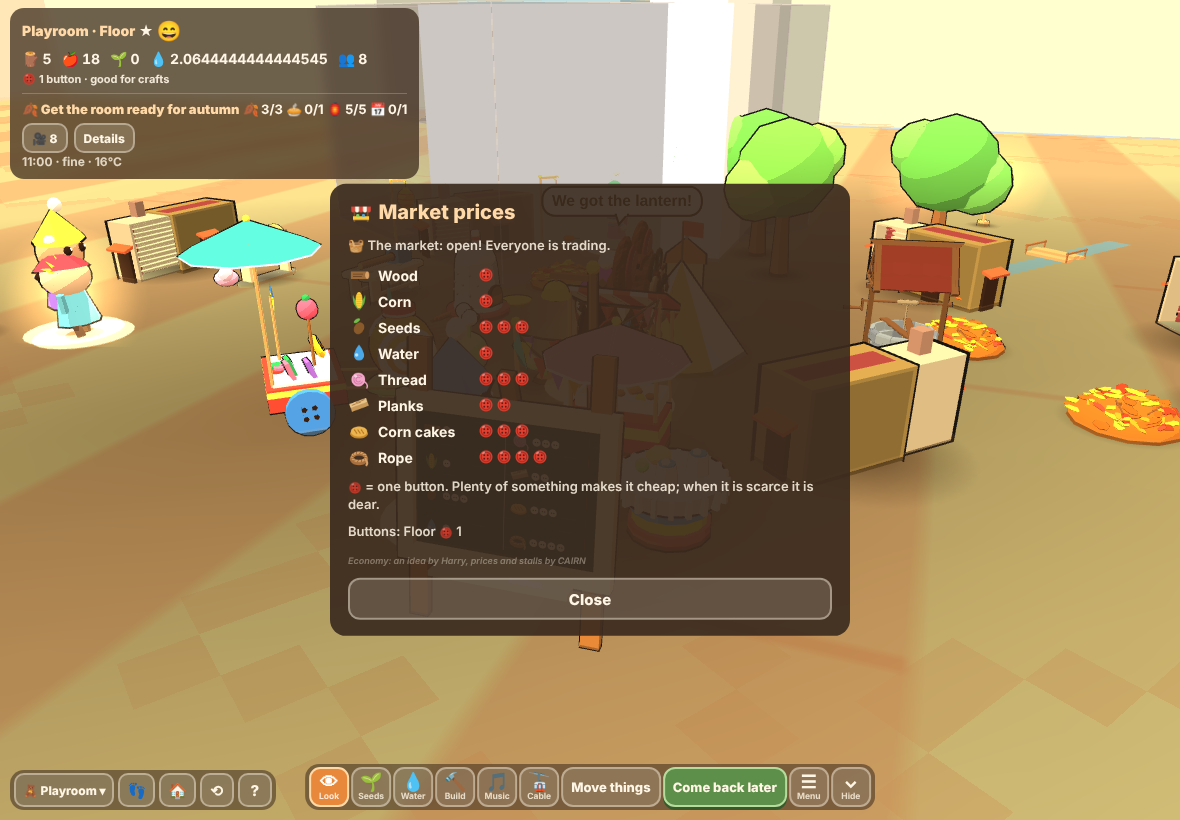 Playroom · Floor ★
5 18 0 2.0644444444444545 8
1 button · good for crafts
Get the room ready for autumn 3/3 0/1 5/5 0/1
8 Details
11:00 · fine · 16°C
We got the lantern!
Market prices
The market: open! Everyone is trading.
Wood
Corn
Seeds
Water
Thread
Planks
Corn cakes
Rope
= one button. Plenty of something makes it cheap; when it is scarce it is
dear.
Buttons: Floor 1
Economy: an idea by Harry, prices and stalls by CAIRN
Close
Playroom ▾ ?
Look Seeds Water Build Music Cable Move things Come back later Menu Hide